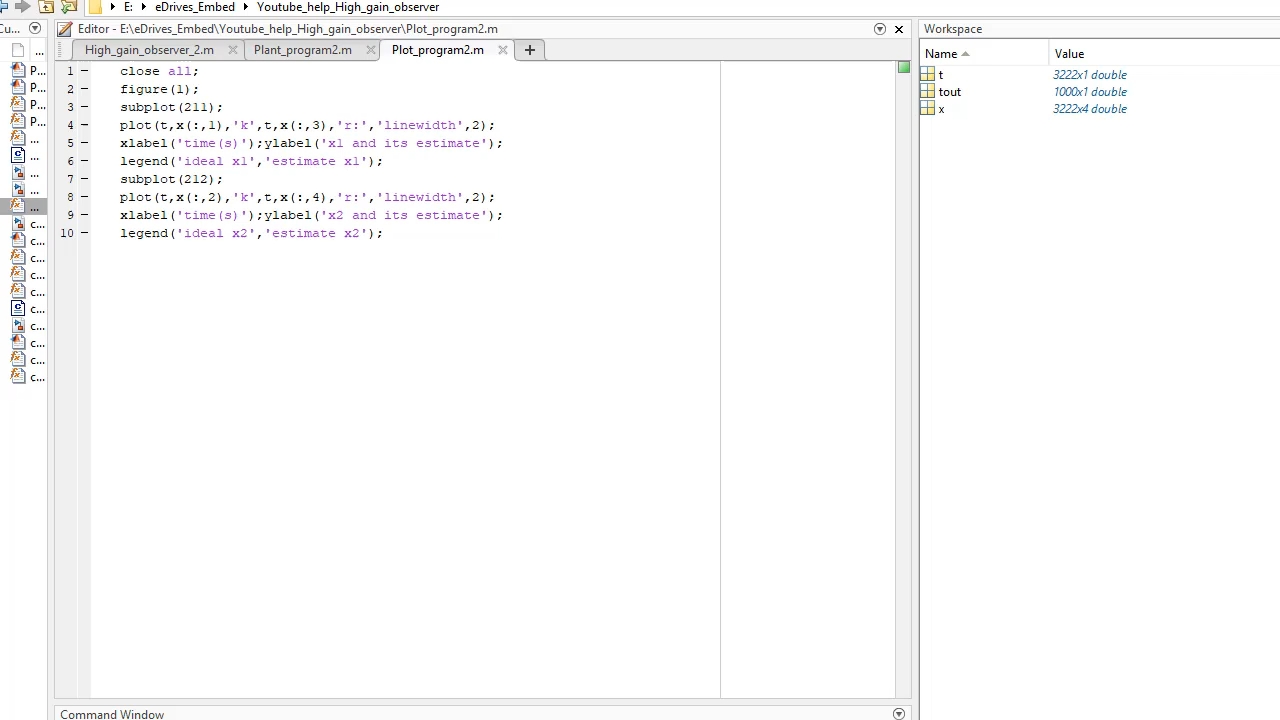 E: ▸ eDrives_Embed ▸ Youtube_help_High_gain_observer
Cu...
Editor - E:\eDrives_Embed\Youtube_help_High_gain_observer\Plot_program2.m
High_gain_observer_2.m Plant_program2.m Plot_program2.m
...
P...
P...
P...
P...
...
...
...
...
...
c...
c...
c...
c...
c...
c...
c...
c...
c...
c...
1 – close all;
2 – figure(1);
3 – subplot(211);
4 – plot(t,x(:,1),'k',t,x(:,3),'r:','linewidth',2);
5 – xlabel('time(s)');ylabel('x1 and its estimate');
6 – legend('ideal x1','estimate x1');
7 – subplot(212);
8 – plot(t,x(:,2),'k',t,x(:,4),'r:','linewidth',2);
9 – xlabel('time(s)');ylabel('x2 and its estimate');
10 – legend('ideal x2','estimate x2');
Command Window
Workspace
Name Value
t 3222x1 double
tout 1000x1 double
x 3222x4 double